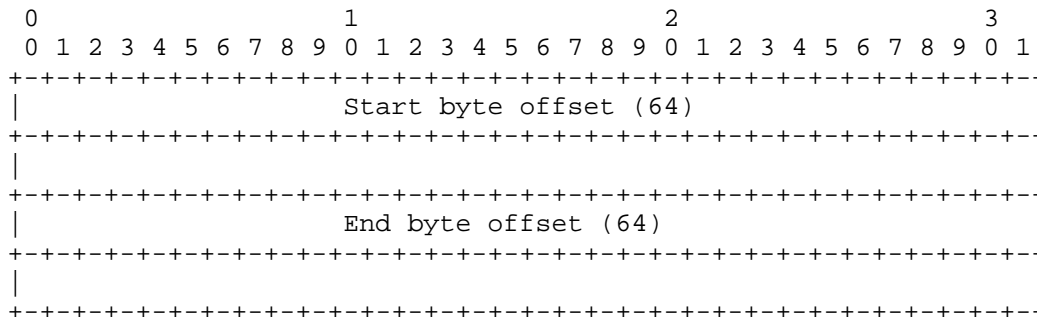 0                   1                   2                   3
 0 1 2 3 4 5 6 7 8 9 0 1 2 3 4 5 6 7 8 9 0 1 2 3 4 5 6 7 8 9 0 1
+-+-+-+-+-+-+-+-+-+-+-+-+-+-+-+-+-+-+-+-+-+-+-+-+-+-+-+-+-+-+-+--
|                   Start byte offset (64)
+-+-+-+-+-+-+-+-+-+-+-+-+-+-+-+-+-+-+-+-+-+-+-+-+-+-+-+-+-+-+-+--
|
+-+-+-+-+-+-+-+-+-+-+-+-+-+-+-+-+-+-+-+-+-+-+-+-+-+-+-+-+-+-+-+--
|                   End byte offset (64)
+-+-+-+-+-+-+-+-+-+-+-+-+-+-+-+-+-+-+-+-+-+-+-+-+-+-+-+-+-+-+-+--
|
+-+-+-+-+-+-+-+-+-+-+-+-+-+-+-+-+-+-+-+-+-+-+-+-+-+-+-+-+-+-+-+--